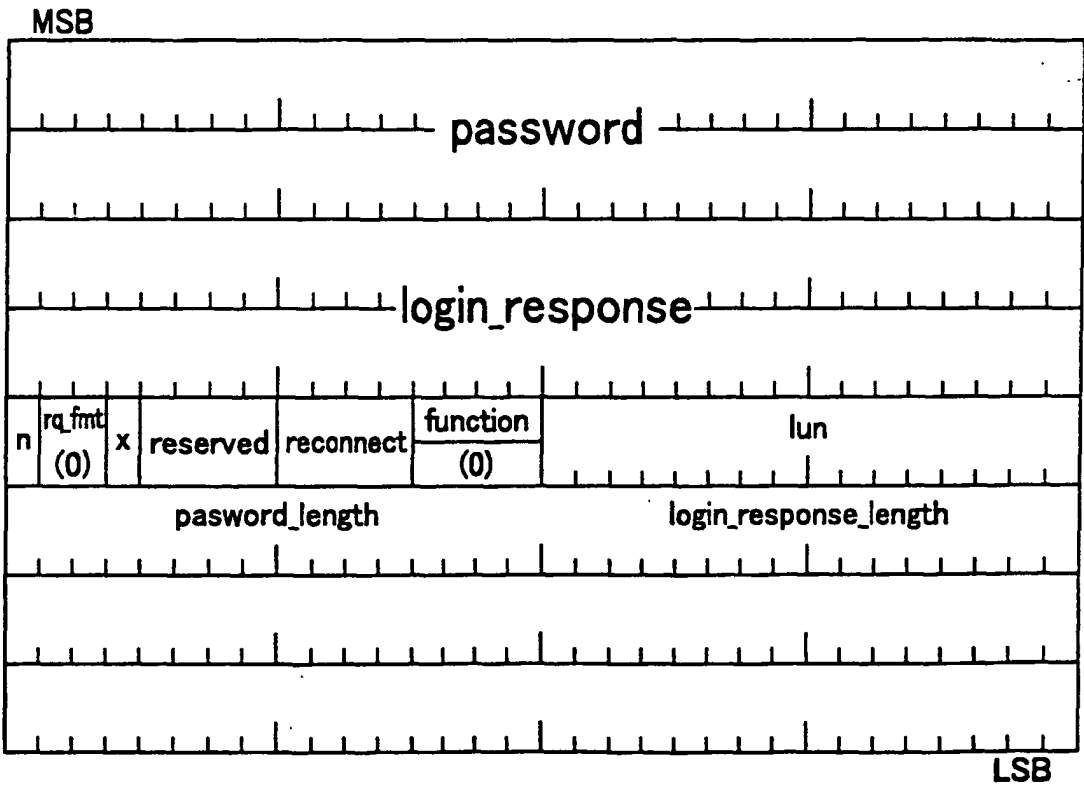 MSB
password
login_response
n rq_fmt (0) x reserved reconnect function (0) lun
pasword_length login_response_length
LSB